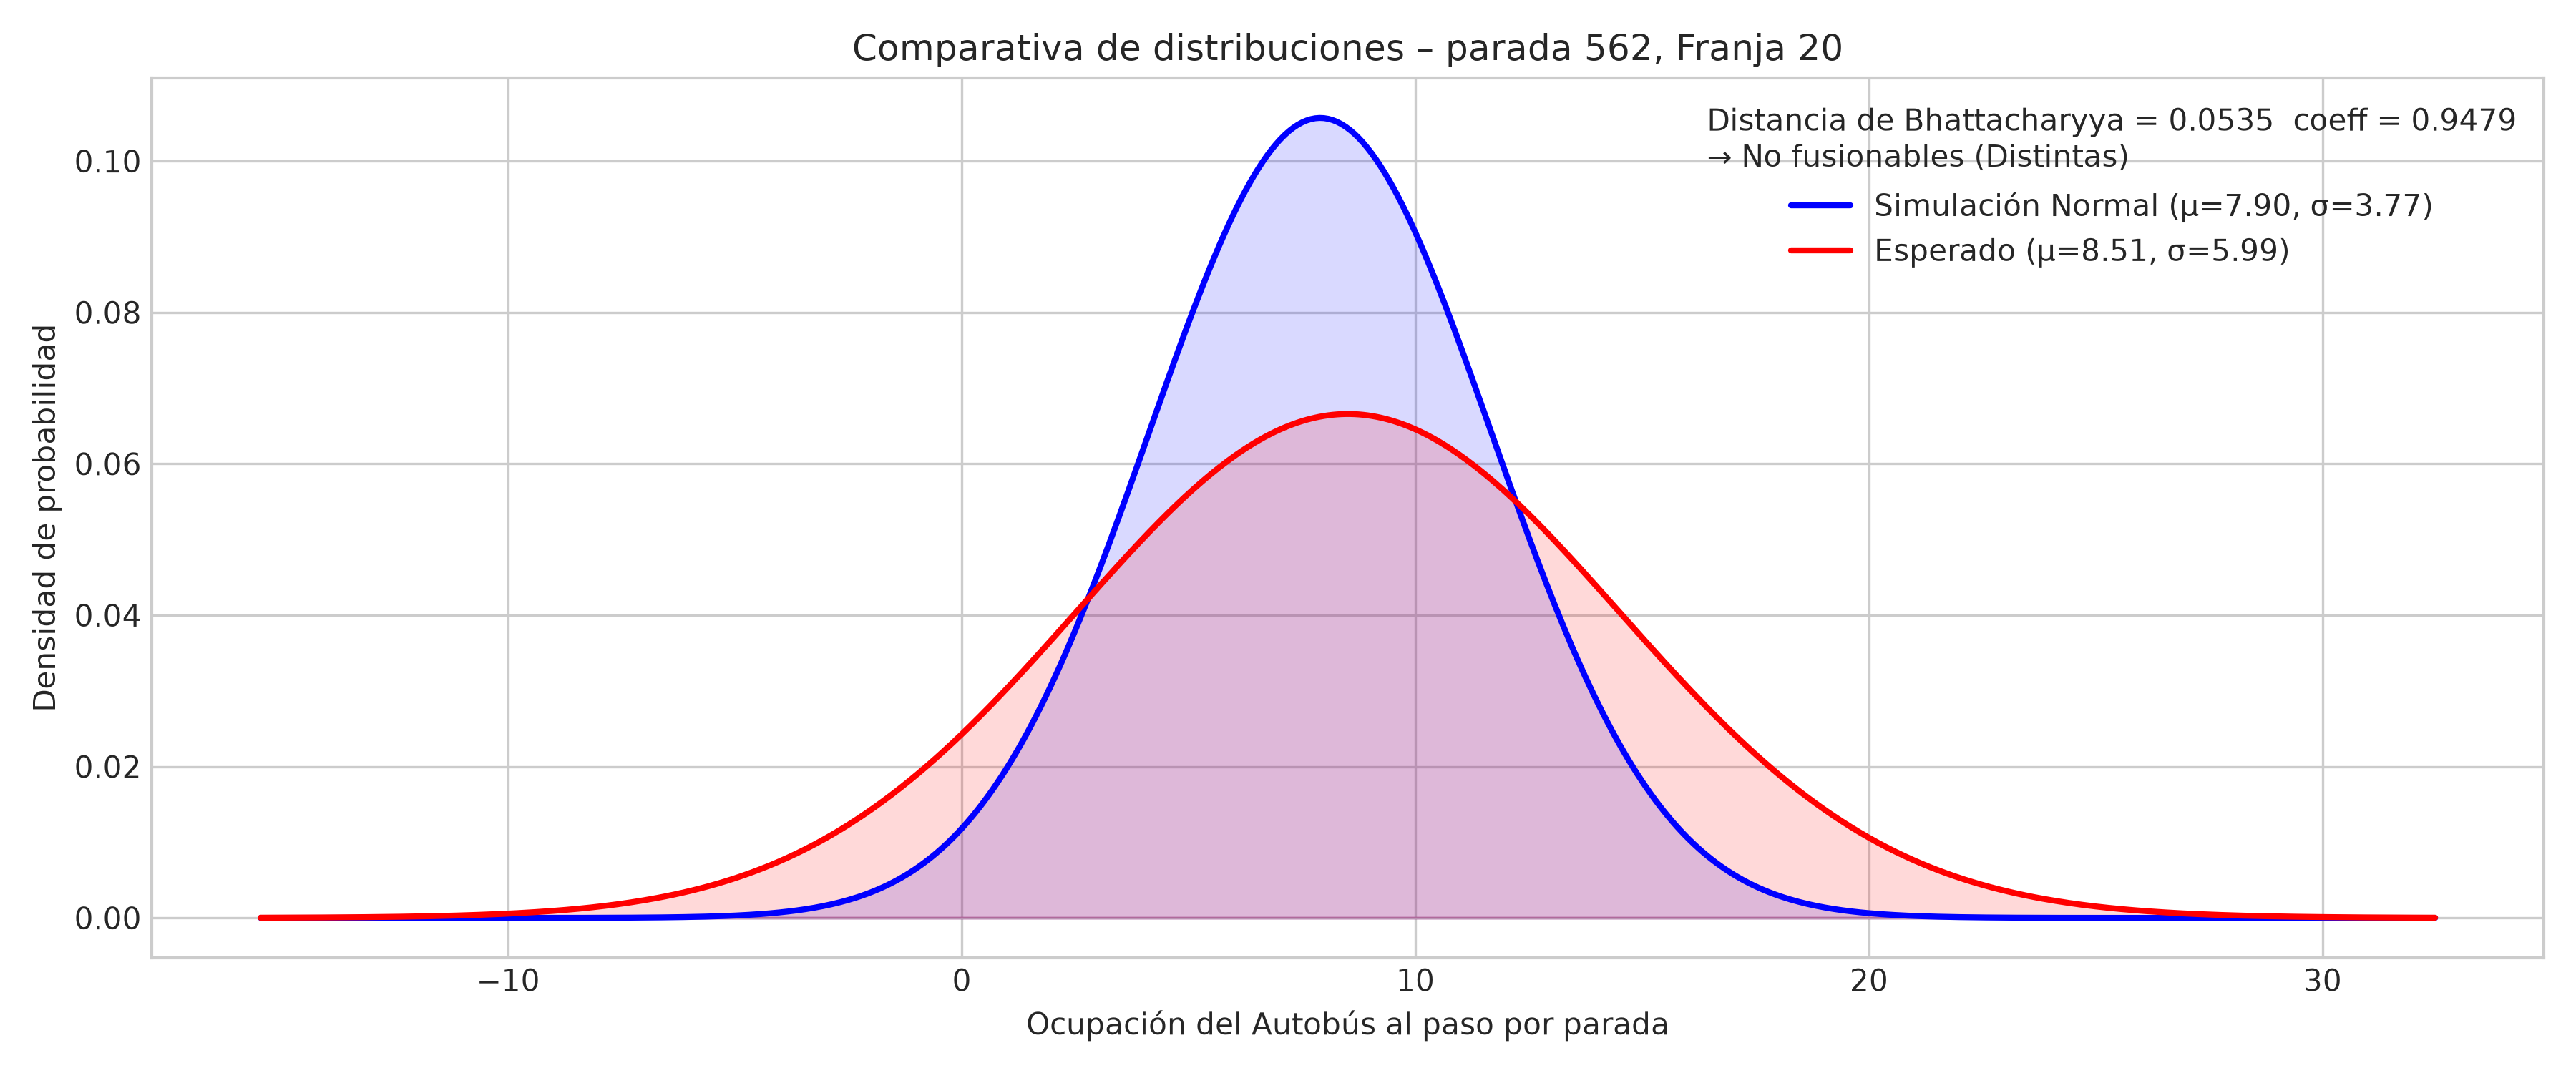 Comparativa de distribuciones – parada 562, Franja 20
Distancia de Bhattacharyya = 0.0535  coeff = 0.9479
→ No fusionables (Distintas)
Simulación Normal (μ=7.90, σ=3.77)
Esperado (μ=8.51, σ=5.99)
Densidad de probabilidad
0.10
0.08
0.06
0.04
0.02
0.00
−10 0 10 20 30
Ocupación del Autobús al paso por parada